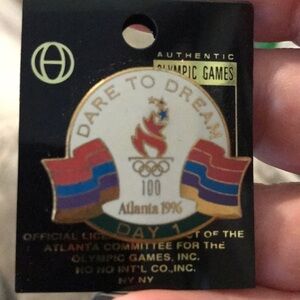 AUTHENTIC
OLYMPIC GAMES
DARE TO DREAM
100
Atlanta 1996
DAY 1
OFFICIAL OF THE
ATLANTA COMMITTEE FOR THE
OLYMPIC GAMES, INC.
HO HO INT'L CO., INC.
NY NY